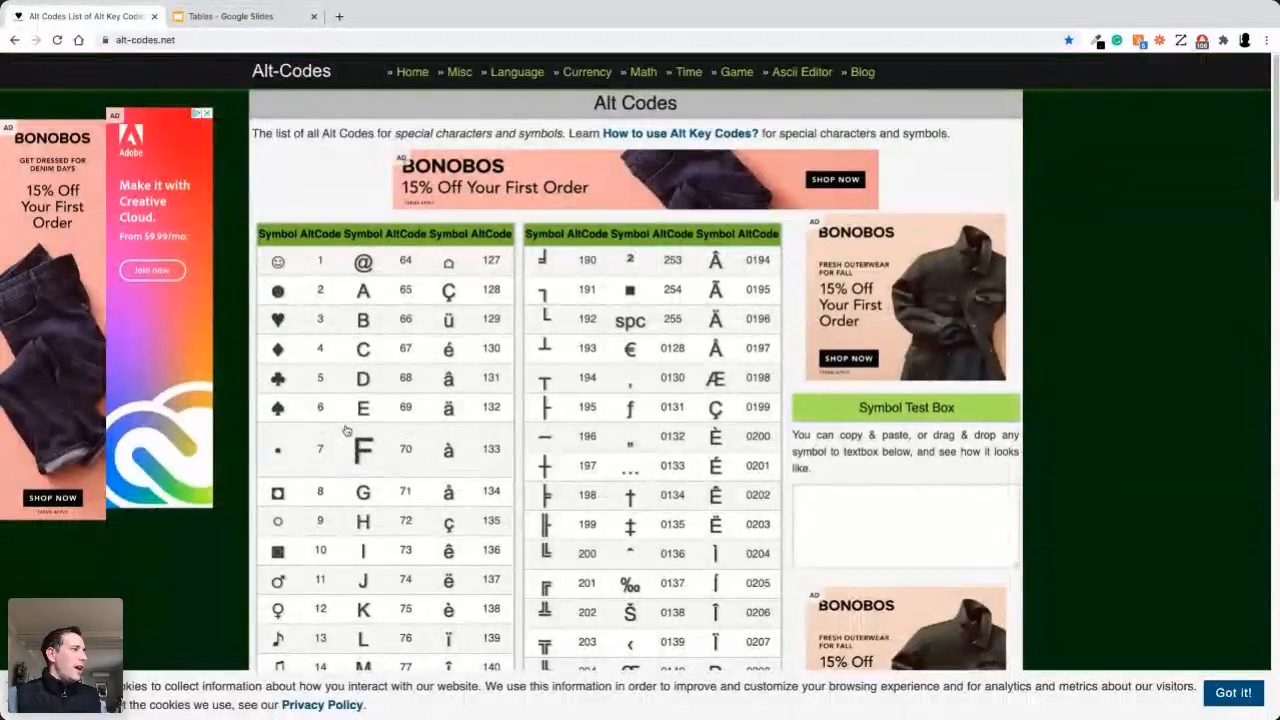 Alt Codes List of Alt Key Code
Tables - Google Slides
alt-codes.net
108
Alt-Codes
» Home » Misc » Language » Currency » Math » Time » Game » Ascii Editor » Blog
Alt Codes
The list of all Alt Codes for special characters and symbols. Learn How to use Alt Key Codes? for special characters and symbols.
AD
BONOBOS
GET DRESSED FOR
DENIM DAYS
15% Off
Your First
Order
SHOP NOW
AD
Adobe
Make it with
Creative
Cloud.
From $9.99/mo.
Join now
AD
BONOBOS
15% Off Your First Order
SHOP NOW
Symbol AltCode Symbol AltCode Symbol AltCode
☺ 1 @ 64 ⌂ 127
● 2 A 65 Ç 128
♥ 3 B 66 ü 129
♦ 4 C 67 é 130
♣ 5 D 68 â 131
♠ 6 E 69 ä 132
• 7 F 70 à 133
◘ 8 G 71 å 134
○ 9 H 72 ç 135
◙ 10 I 73 ê 136
♂ 11 J 74 ë 137
♀ 12 K 75 è 138
♪ 13 L 76 ï 139
♫ 14 M 77 î 140
Symbol AltCode Symbol AltCode Symbol AltCode
╛ 190 ² 253 Â 0194
┐ 191 ■ 254 Ã 0195
└ 192 spc 255 Ä 0196
┴ 193 € 0128 Å 0197
┬ 194 ‚ 0130 Æ 0198
├ 195 ƒ 0131 Ç 0199
─ 196 „ 0132 È 0200
┼ 197 … 0133 É 0201
╞ 198 † 0134 Ê 0202
╟ 199 ‡ 0135 Ë 0203
╚ 200 ˆ 0136 Ì 0204
╔ 201 ‰ 0137 Í 0205
╩ 202 Š 0138 Î 0206
╦ 203 ‹ 0139 Ï 0207
AD
BONOBOS
FRESH OUTERWEAR
FOR FALL
15% Off
Your First
Order
SHOP NOW
Symbol Test Box
You can copy & paste, or drag & drop any
symbol to textbox below, and see how it looks
like.
AD
BONOBOS
FRESH OUTERWEAR
FOR FALL
15% Off
okies to collect information about how you interact with our website. We use this information in order to improve and customize your browsing experience and for analytics and metrics about our visitors.
t the cookies we use, see our Privacy Policy.
Got it!